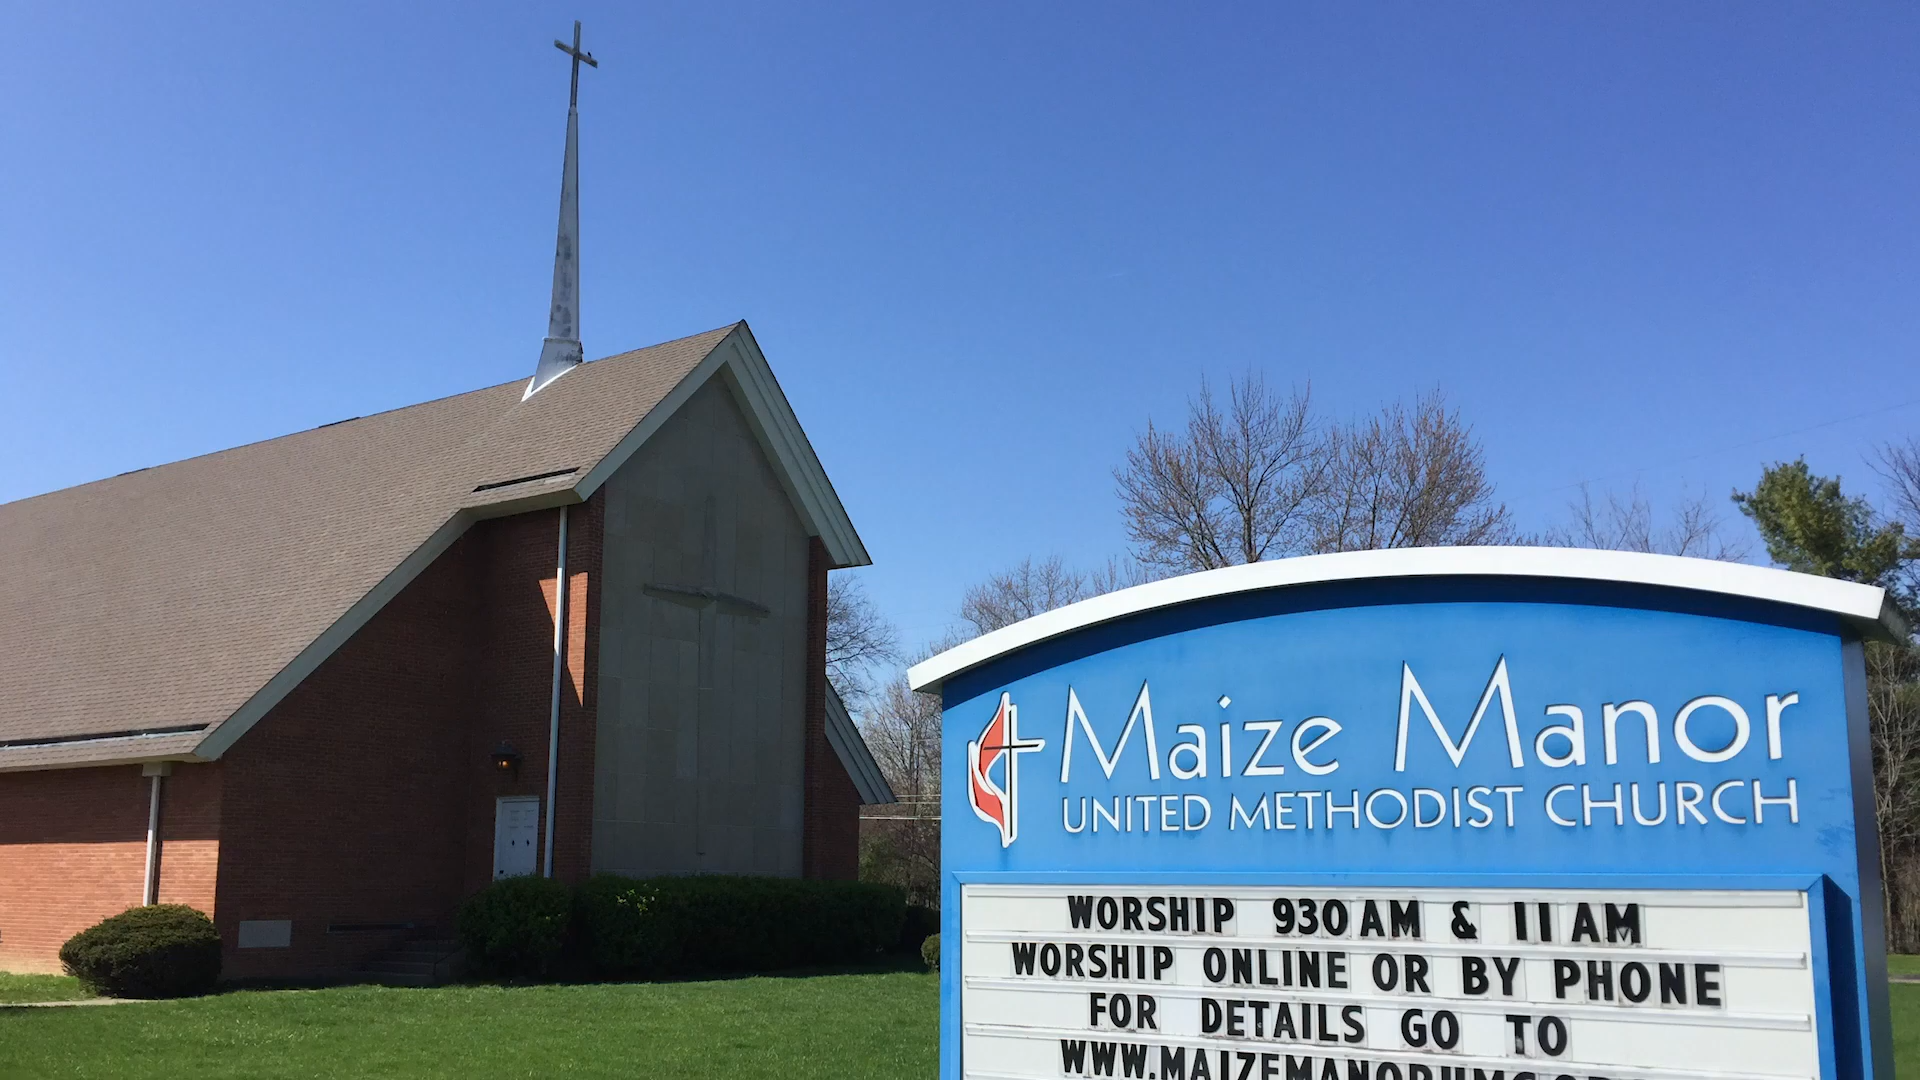 Maize Manor
UNITED METHODIST CHURCH
WORSHIP 930 AM & 11 AM
WORSHIP ONLINE OR BY PHONE
FOR DETAILS GO TO